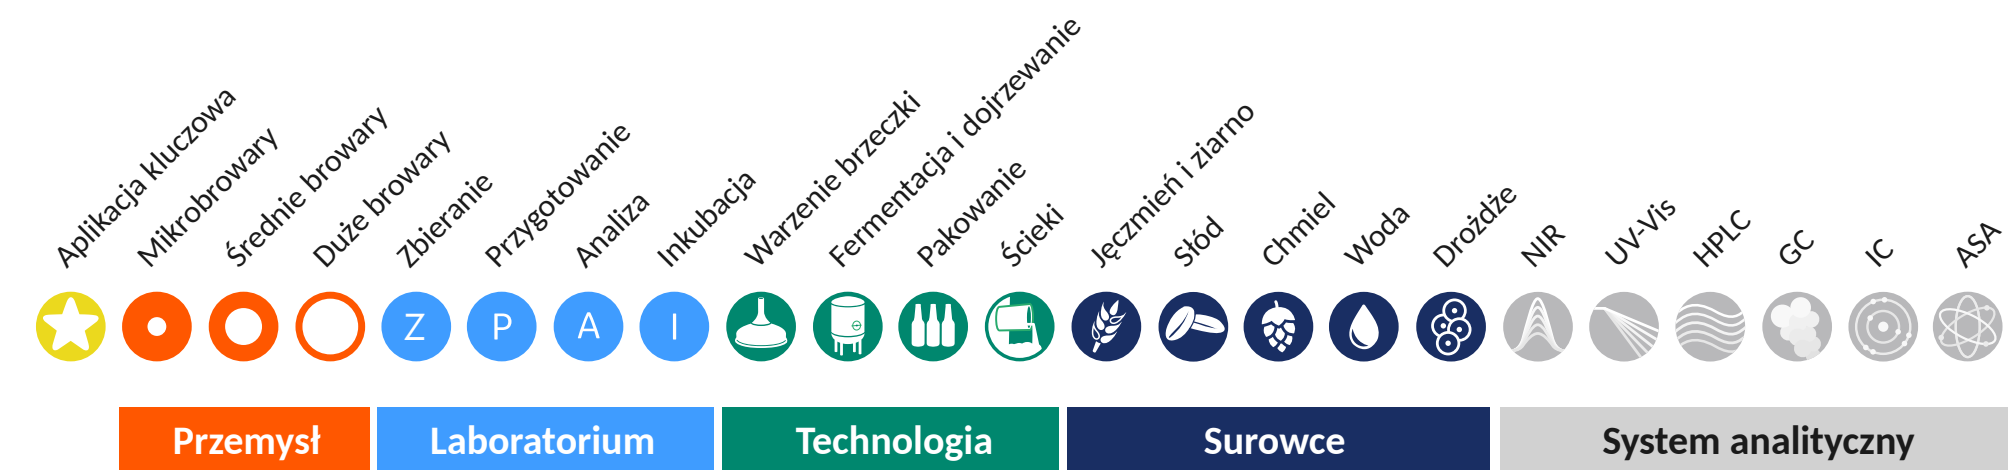 Aplikacja kluczowa
Mikrobrowary
Średnie browary
Duże browary
Zbieranie
Przygotowanie
Analiza
Inkubacja
Warzenie brzeczki
Fermentacja i dojrzewanie
Pakowanie
Ścieki
Jęczmień i ziarno
Słód
Chmiel
Woda
Drożdże
NIR
UV-Vis
HPLC
GC
IC
ASA
Z
P
A
I
Przemysł
Laboratorium
Technologia
Surowce
System analityczny